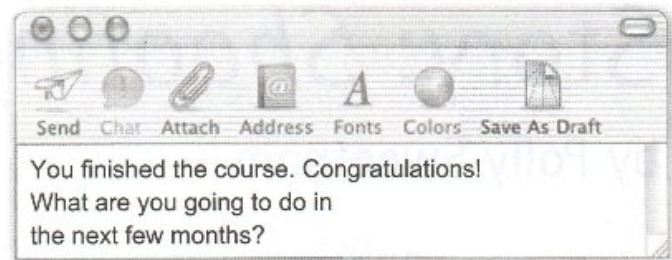 Send Chat Attach Address Fonts Colors Save As Draft
You finished the course. Congratulations!
What are you going to do in
the next few months?